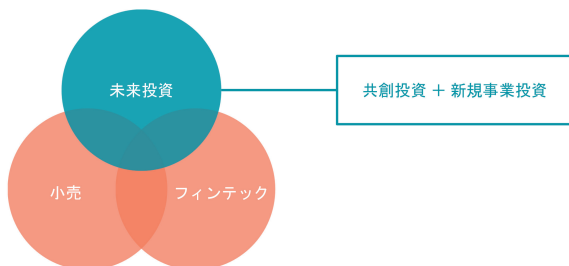 未来投資
共創投資 + 新規事業投資
小売
フィンテック